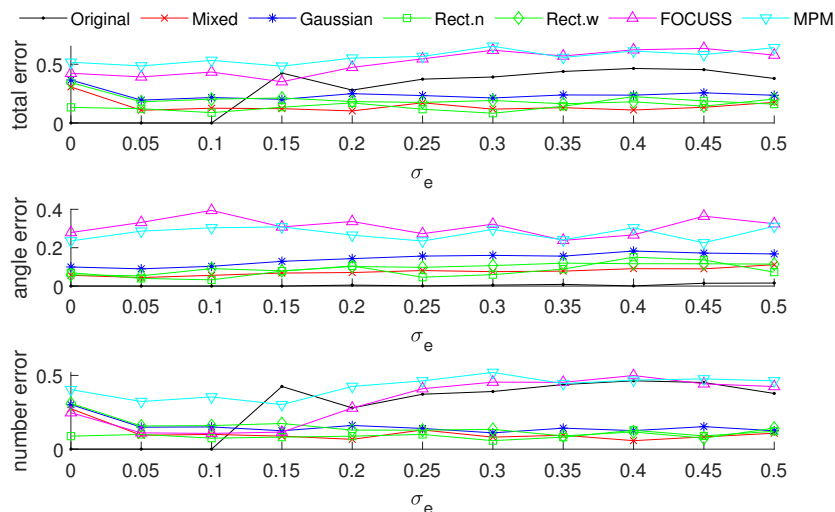 Original Mixed Gaussian Rect.n Rect.w FOCUSS MPM
total error
0.5
0
0 0.05 0.1 0.15 0.2 0.25 0.3 0.35 0.4 0.45 0.5
σe
angle error
0.4
0.2
0
0 0.05 0.1 0.15 0.2 0.25 0.3 0.35 0.4 0.45 0.5
σe
number error
0.5
0
0 0.05 0.1 0.15 0.2 0.25 0.3 0.35 0.4 0.45 0.5
σe